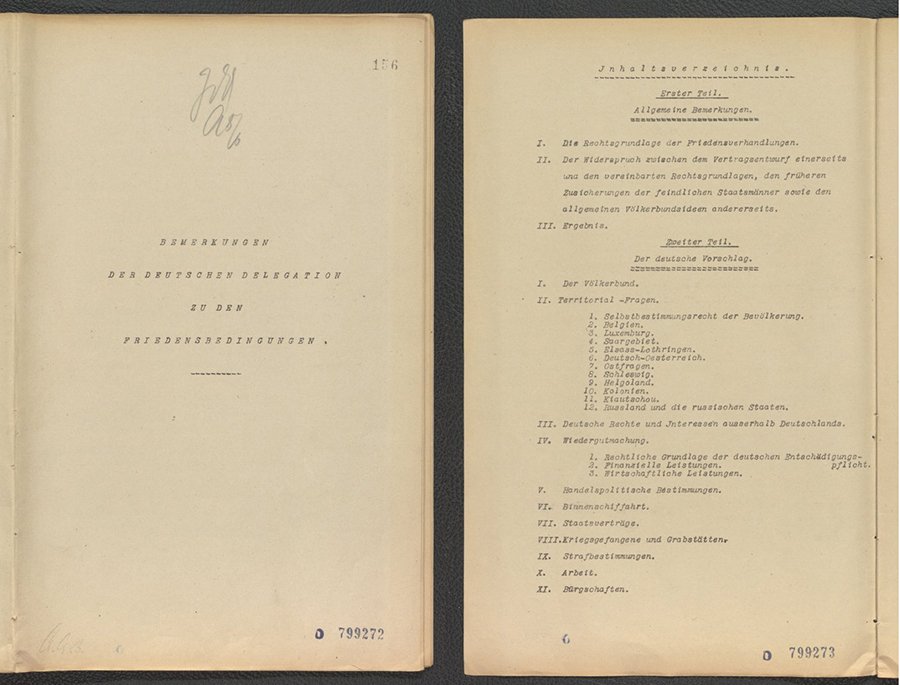 156
BEMERKUNGEN
DER DEUTSCHEN DELEGATION
ZU DEN
FRIEDENSBEDINGUNGEN.
O 799272
Jnhaltsverzeichnis.
Erster Teil.
Allgemeine Bemerkungen.
I. Die Rechtsgrundlage der Friedensverhandlungen.
II. Der Widerspruch zwischen dem Vertragsentwurf einerseits
und den vereinbarten Rechtsgrundlagen, den früheren
Zusicherungen der feindlichen Staatsmänner sowie den
allgemeinen Völkerbundsideen andererseits.
III. Ergebnis.
Zweiter Teil.
Der deutsche Vorschlag.
I. Der Völkerbund.
II. Territorial -Fragen.
1. Selbstbestimmungsrecht der Bevölkerung.
2. Belgien.
3. Luxemburg.
4. Saargebiet.
5. Elsass-Lothringen.
6. Deutsch-Oesterreich.
7. Ostfragen.
8. Schleswig.
9. Helgoland.
10. Kolonien.
11. Kiautschou.
12. Russland und die russischen Staaten.
III. Deutsche Rechte und Jnteressen ausserhalb Deutschlands.
IV. Wiedergutmachung.
1. Rechtliche Grundlage der deutschen Entschädigungs-
2. Finanzielle Leistungen. pflicht.
3. Wirtschaftliche Leistungen.
V. Handelspolitische Bestimmungen.
VI. Binnenschiffahrt.
VII. Staatsverträge.
VIII.Kriegsgefangene und Grabstätten.
IX. Strafbestimmungen.
X. Arbeit.
XI. Bürgschaften.
O 799273